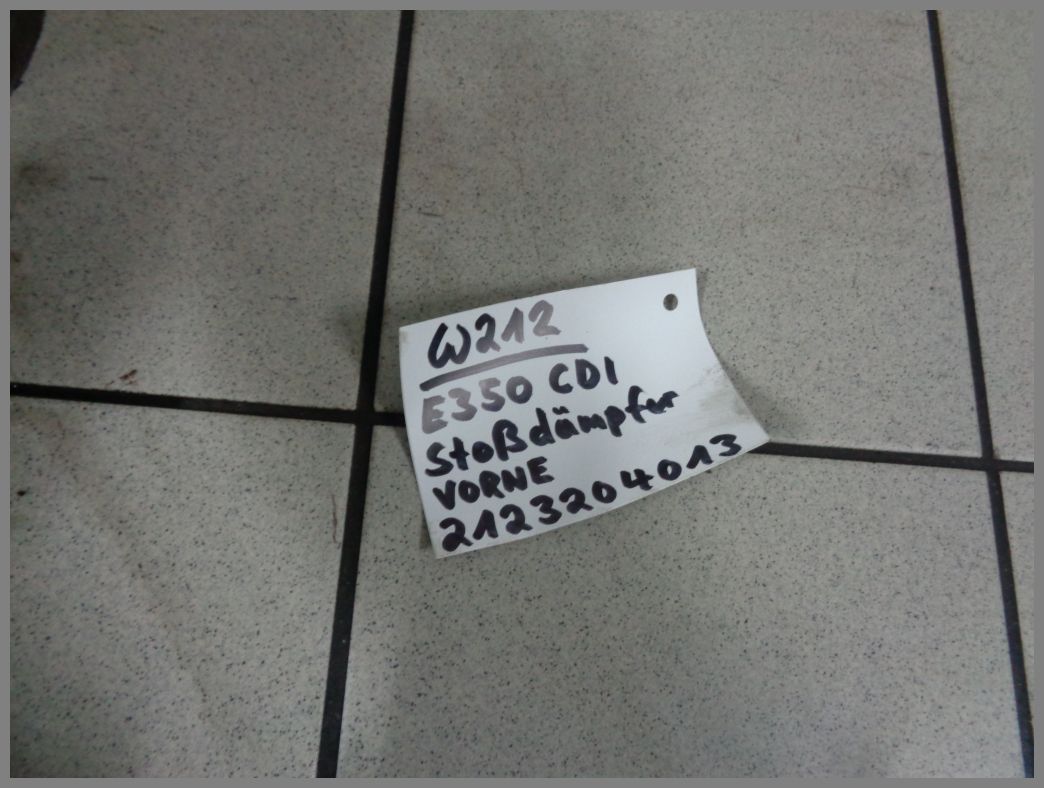 W212
E350 CDI
Stoßdämpfer
VORNE
2123204013